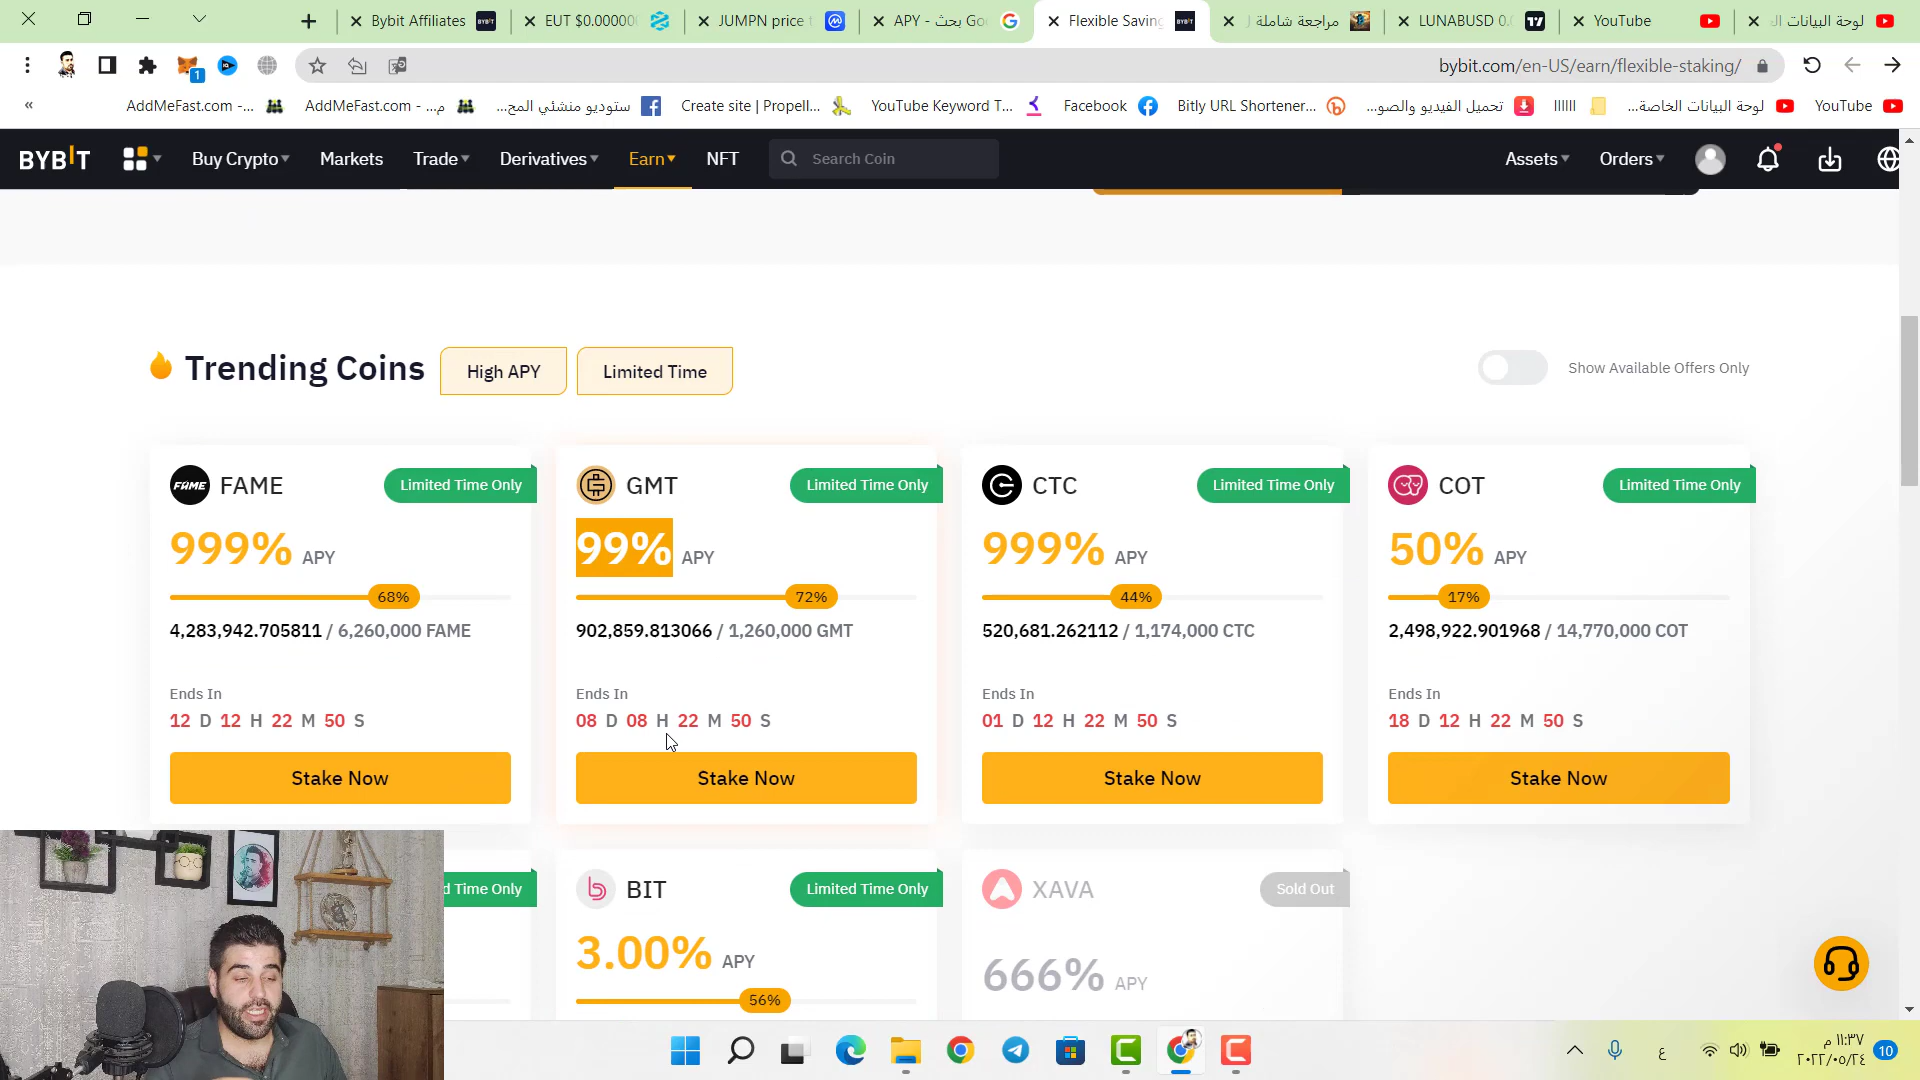 Bybit Affiliates
EUT $0.000000
JUMPN price t
APY - بحث Goo
Flexible Saving
مراجعة شاملة
LUNABUSD 0.
YouTube
لوحة البيانات
bybit.com/en-US/earn/flexible-staking/
1
«
AddMeFast.com -...
AddMeFast.com - م...
ستوديو منشئي المح...
Create site | Propell...
YouTube Keyword T...
Facebook
Bitly URL Shortener...
تحميل الفيديو والصو...
llllll
لوحة البيانات الخاصة...
YouTube
BYBIT
Buy Crypto
Markets
Trade
Derivatives
Earn
NFT
Search Coin
Assets
Orders
Trending Coins
High APY
Limited Time
Show Available Offers Only
FAME
FAME
Limited Time Only
999% APY
68%
4,283,942.705811 / 6,260,000 FAME
Ends In
12 D 12 H 22 M 50 S
Stake Now
GMT
Limited Time Only
99% APY
72%
902,859.813066 / 1,260,000 GMT
Ends In
08 D 08 H 22 M 50 S
Stake Now
CTC
Limited Time Only
999% APY
44%
520,681.262112 / 1,174,000 CTC
Ends In
01 D 12 H 22 M 50 S
Stake Now
COT
Limited Time Only
50% APY
17%
2,498,922.901968 / 14,770,000 COT
Ends In
18 D 12 H 22 M 50 S
Stake Now
d Time Only
BIT
Limited Time Only
3.00% APY
56%
XAVA
Sold Out
666% APY
ع
١١:٣٧ م
٢٠٢٢/٠٥/٢٤
10